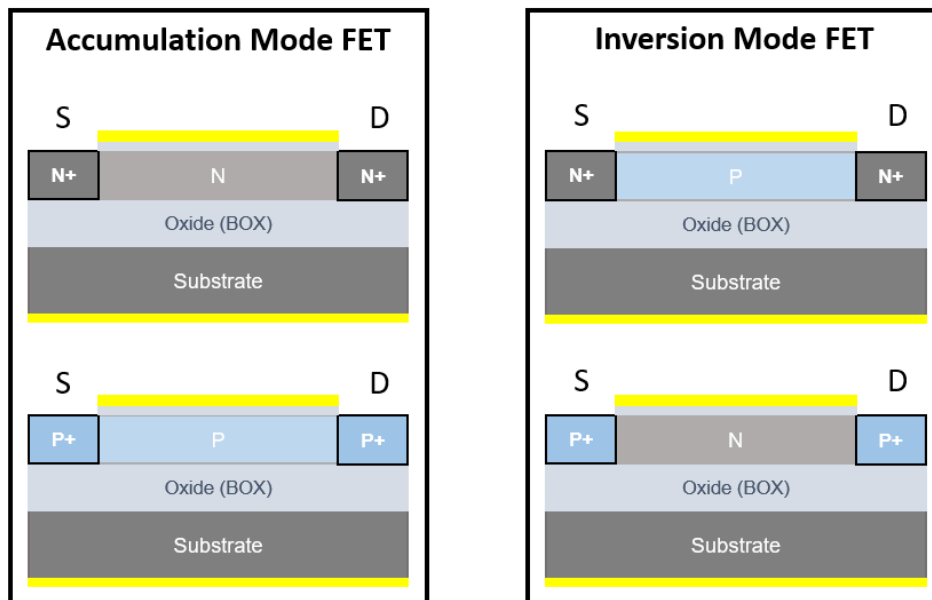 Accumulation Mode FET
S D
N+ N N+
Oxide (BOX)
Substrate
S D
P+ P P+
Oxide (BOX)
Substrate
Inversion Mode FET
S D
N+ P N+
Oxide (BOX)
Substrate
S D
P+ N P+
Oxide (BOX)
Substrate